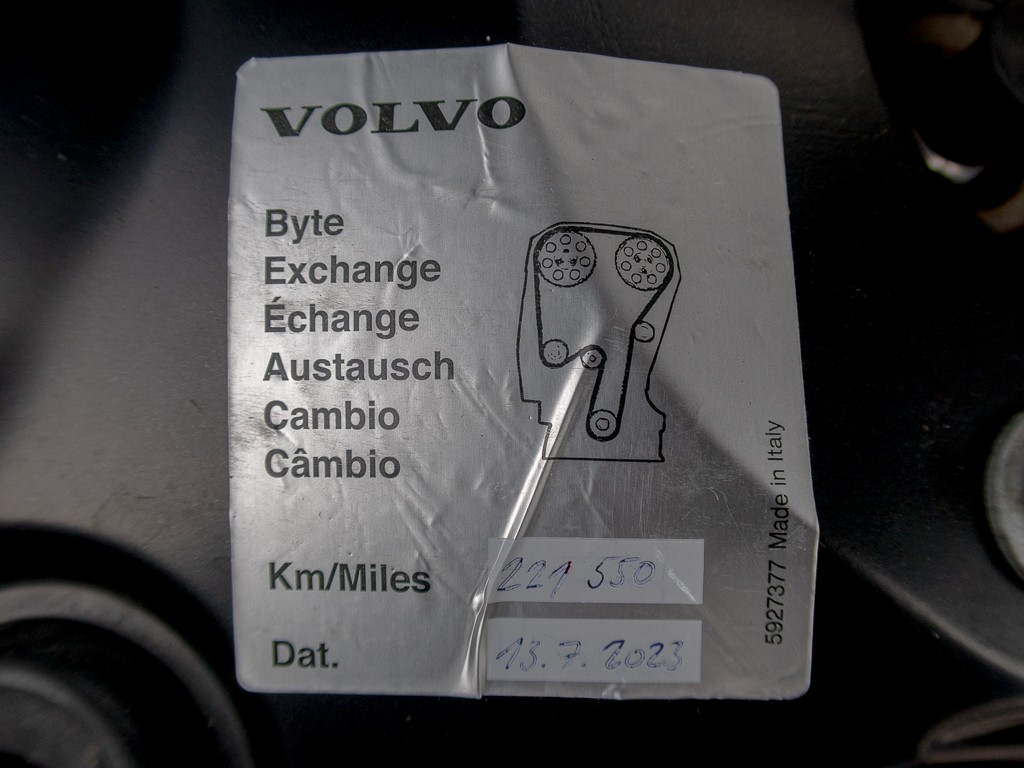 VOLVO
Byte
Exchange
Échange
Austausch
Cambio
Câmbio
Km/Miles 221 550
Dat. 13.7.2023
5927377 Made in Italy